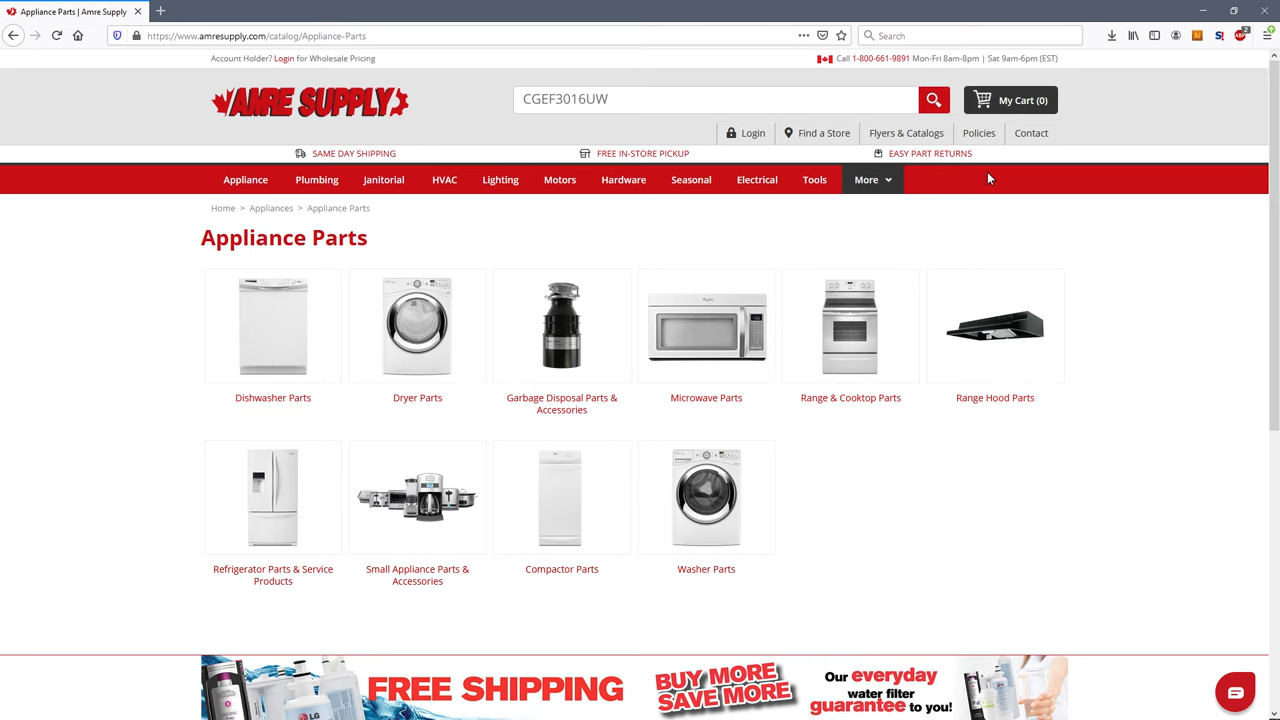 Appliance Parts | Amre Supply
www.amresupply.com/catalog/Appliance-Parts
Search
Account Holder? Login for Wholesale Pricing
Call 1-800-661-9891 Mon-Fri 8am-8pm | Sat 9am-6pm (EST)
AMRE SUPPLY
CGEF3016UW
My Cart (0)
Login
Find a Store
Flyers & Catalogs
Policies
Contact
SAME DAY SHIPPING
FREE IN-STORE PICKUP
EASY PART RETURNS
Appliance Plumbing Janitorial HVAC Lighting Motors Hardware Seasonal Electrical Tools More
Home > Appliances > Appliance Parts
Appliance Parts
Dishwasher Parts
Dryer Parts
Garbage Disposal Parts &
Accessories
Microwave Parts
Range & Cooktop Parts
Range Hood Parts
Refrigerator Parts & Service
Products
Small Appliance Parts &
Accessories
Compactor Parts
Washer Parts
FREE SHIPPING
BUY MORE
SAVE MORE
Our everyday
water filter
guarantee to you!
LG